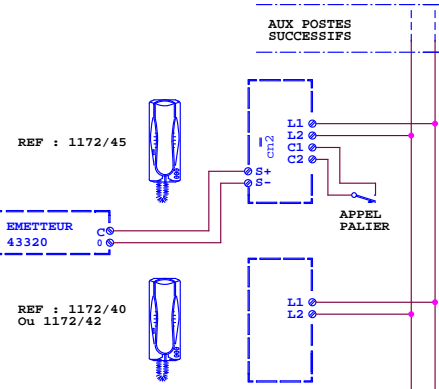 AUX POSTES
SUCCESSIFS
L1
L2
C1
C2
cn2
REF : 1172/45
S+
S-
APPEL
PALIER
EMETTEUR
43320
C
0
REF : 1172/40
Ou 1172/42
L1
L2